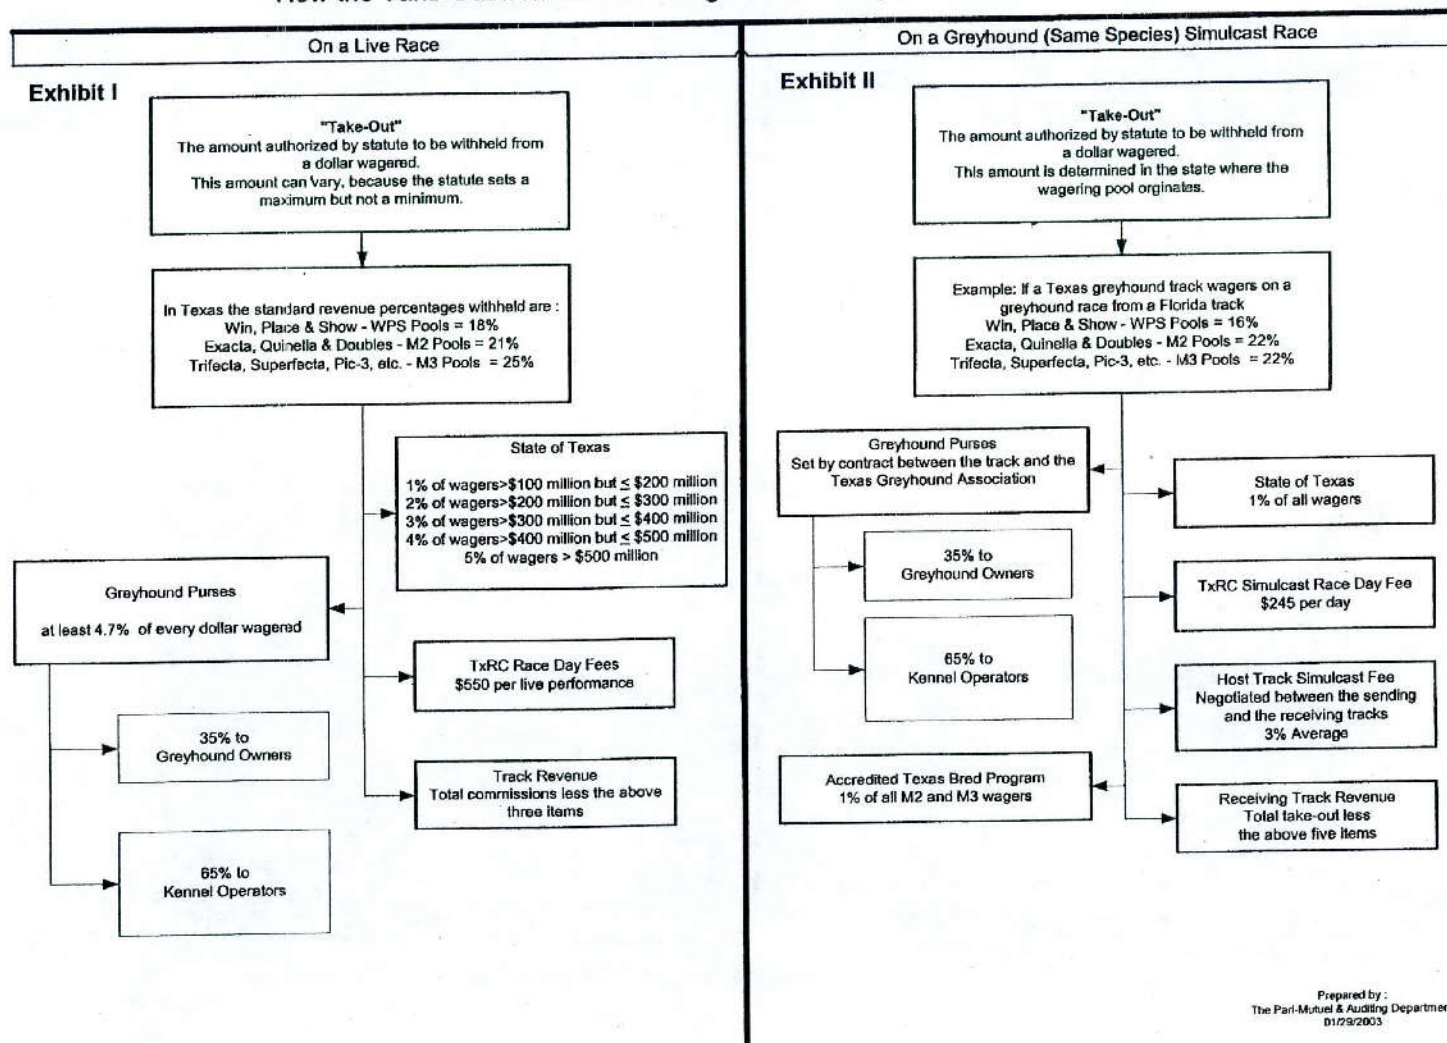 On a Live Race
On a Greyhound (Same Species) Simulcast Race
Exhibit I
"Take-Out"
The amount authorized by statute to be withheld from
a dollar wagered.
This amount can vary, because the statute sets a
maximum but not a minimum.
In Texas the standard revenue percentages withheld are :
Win, Place & Show - WPS Pools = 18%
Exacta, Quinella & Doubles - M2 Pools = 21%
Trifecta, Superfecta, Pic-3, etc. - M3 Pools = 25%
State of Texas
1% of wagers>$100 million but ≤ $200 million
2% of wagers>$200 million but ≤ $300 million
3% of wagers>$300 million but ≤ $400 million
4% of wagers>$400 million but ≤ $500 million
5% of wagers > $500 million
Greyhound Purses
at least 4.7% of every dollar wagered
TxRC Race Day Fees
$550 per live performance
35% to
Greyhound Owners
Track Revenue
Total commissions less the above
three items
65% to
Kennel Operators
Exhibit II
"Take-Out"
The amount authorized by statute to be withheld from
a dollar wagered.
This amount is determined in the state where the
wagering pool orginates.
Example: If a Texas greyhound track wagers on a
greyhound race from a Florida track
Win, Place & Show - WPS Pools = 16%
Exacta, Quinella & Doubles - M2 Pools = 22%
Trifecta, Superfecta, Pic-3, etc. - M3 Pools = 22%
Greyhound Purses
Set by contract between the track and the
Texas Greyhound Association
State of Texas
1% of all wagers
35% to
Greyhound Owners
TxRC Simulcast Race Day Fee
$245 per day
65% to
Kennel Operators
Host Track Simulcast Fee
Negotiated between the sending
and the receiving tracks
3% Average
Accredited Texas Bred Program
1% of all M2 and M3 wagers
Receiving Track Revenue
Total take-out less
the above five items
Prepared by :
The Pari-Mutuel & Auditing Departmen
01/29/2003